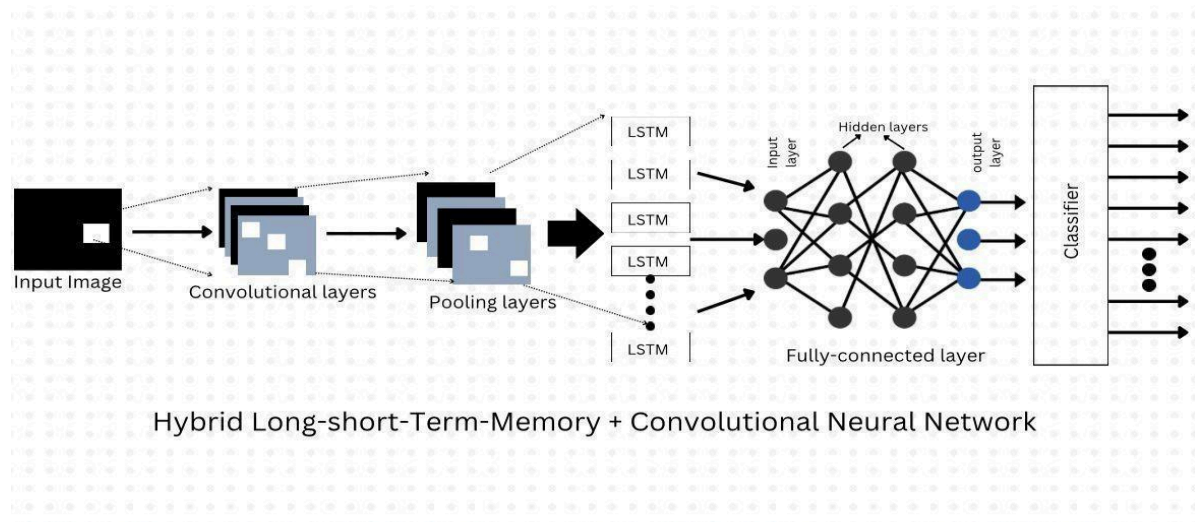 Input Image
Convolutional layers
Pooling layers
LSTM
LSTM
LSTM
LSTM
LSTM
Input
layer
Hidden layers
output
layer
Fully-connected layer
Classifier
Hybrid Long-short-Term-Memory + Convolutional Neural Network